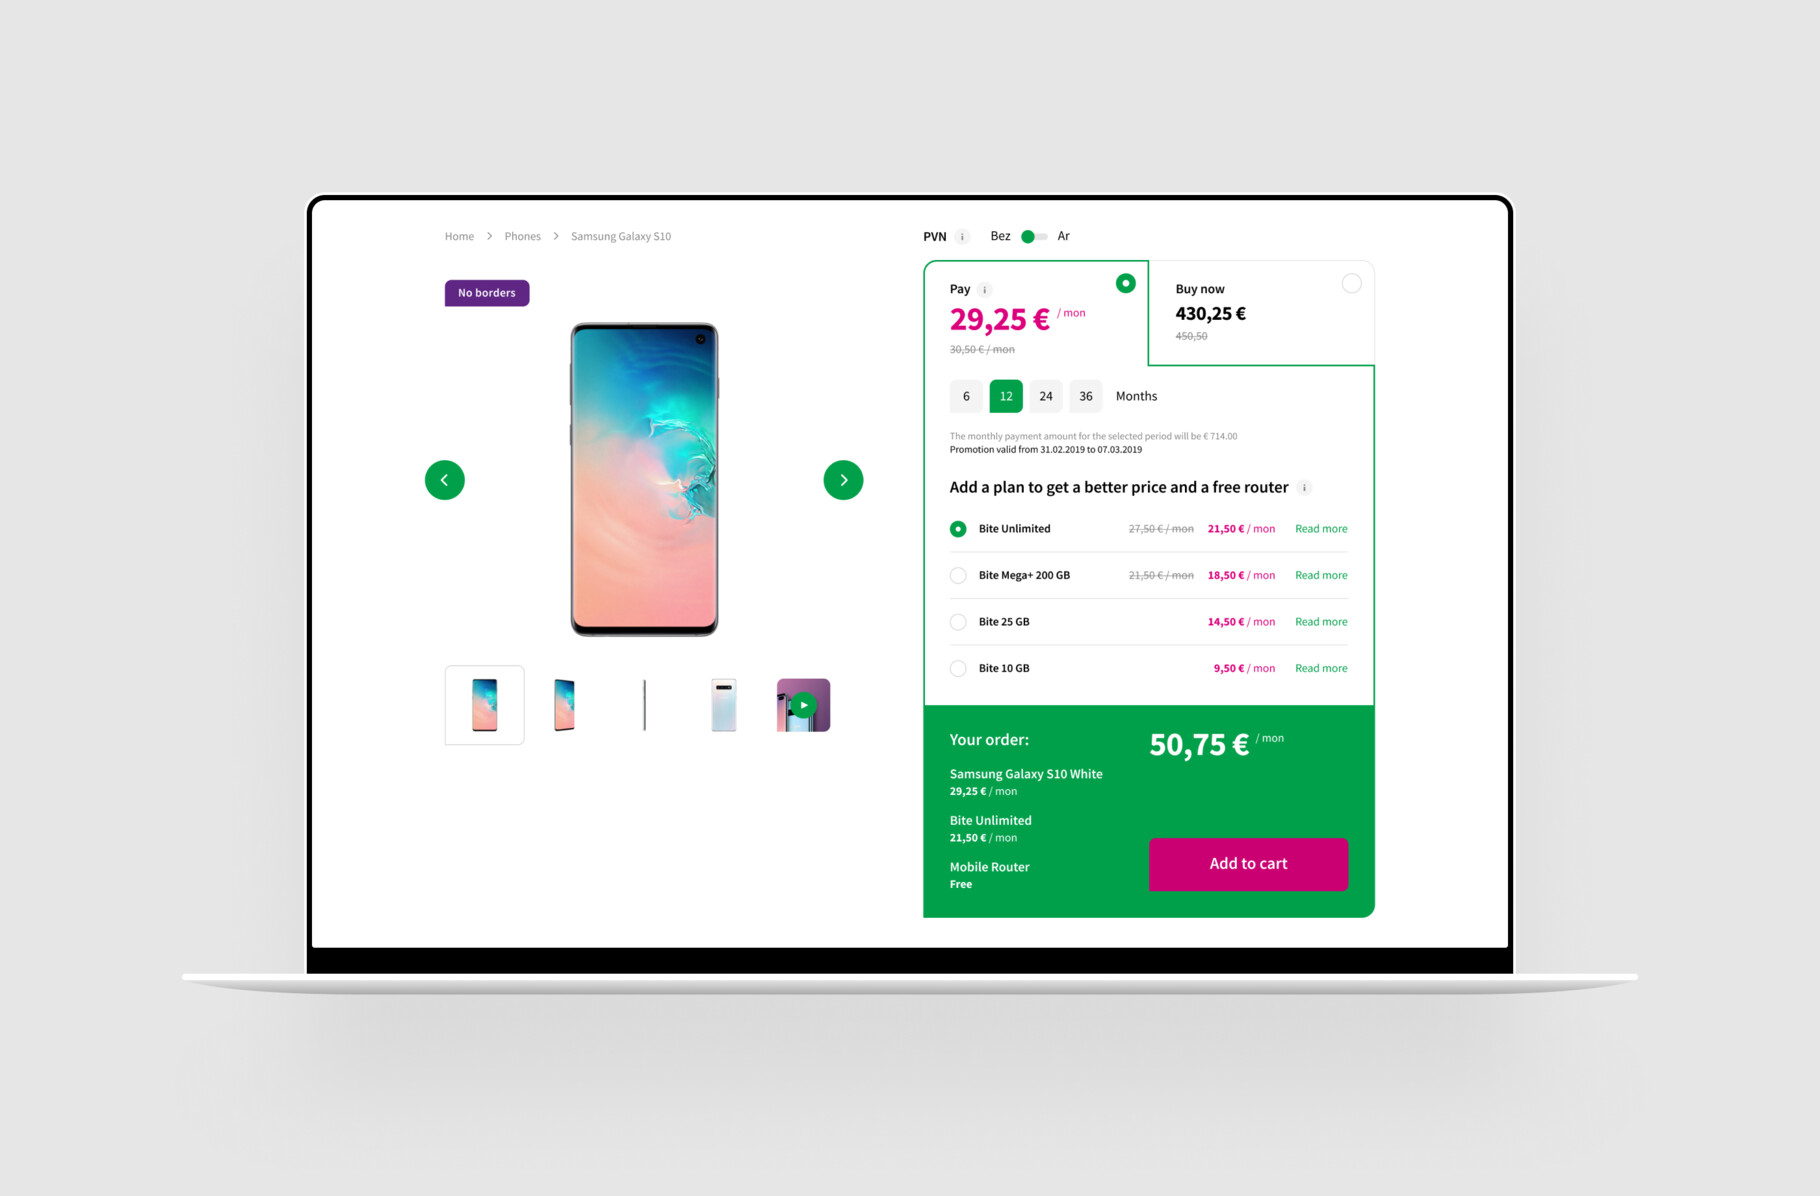 Home > Phones > Samsung Galaxy S10
No borders
PVN i Bez Ar
Pay i
29,25 € / mon
30,50 € / mon
Buy now
430,25 €
450,50
6 12 24 36 Months
The monthly payment amount for the selected period will be € 714.00
Promotion valid from 31.02.2019 to 07.03.2019
Add a plan to get a better price and a free router i
Bite Unlimited 27,50 € / mon 21,50 € / mon Read more
Bite Mega+ 200 GB 21,50 € / mon 18,50 € / mon Read more
Bite 25 GB 14,50 € / mon Read more
Bite 10 GB 9,50 € / mon Read more
Your order:
50,75 € / mon
Samsung Galaxy S10 White
29,25 € / mon
Bite Unlimited
21,50 € / mon
Mobile Router
Free
Add to cart